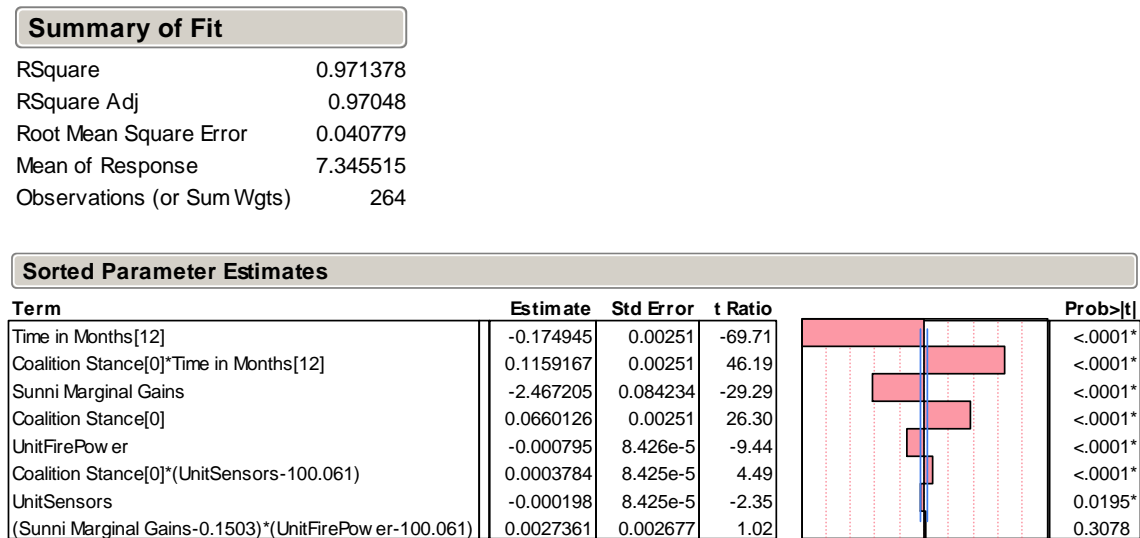 Summary of Fit
RSquare 0.971378
RSquare Adj 0.97048
Root Mean Square Error 0.040779
Mean of Response 7.345515
Observations (or Sum Wgts) 264
Sorted Parameter Estimates
Term Estimate Std Error t Ratio Prob>|t|
Time in Months[12] -0.174945 0.00251 -69.71 <.0001*
Coalition Stance[0]*Time in Months[12] 0.1159167 0.00251 46.19 <.0001*
Sunni Marginal Gains -2.467205 0.084234 -29.29 <.0001*
Coalition Stance[0] 0.0660126 0.00251 26.30 <.0001*
UnitFirePower -0.000795 8.426e-5 -9.44 <.0001*
Coalition Stance[0]*(UnitSensors-100.061) 0.0003784 8.425e-5 4.49 <.0001*
UnitSensors -0.000198 8.425e-5 -2.35 0.0195*
(Sunni Marginal Gains-0.1503)*(UnitFirePower-100.061) 0.0027361 0.002677 1.02 0.3078